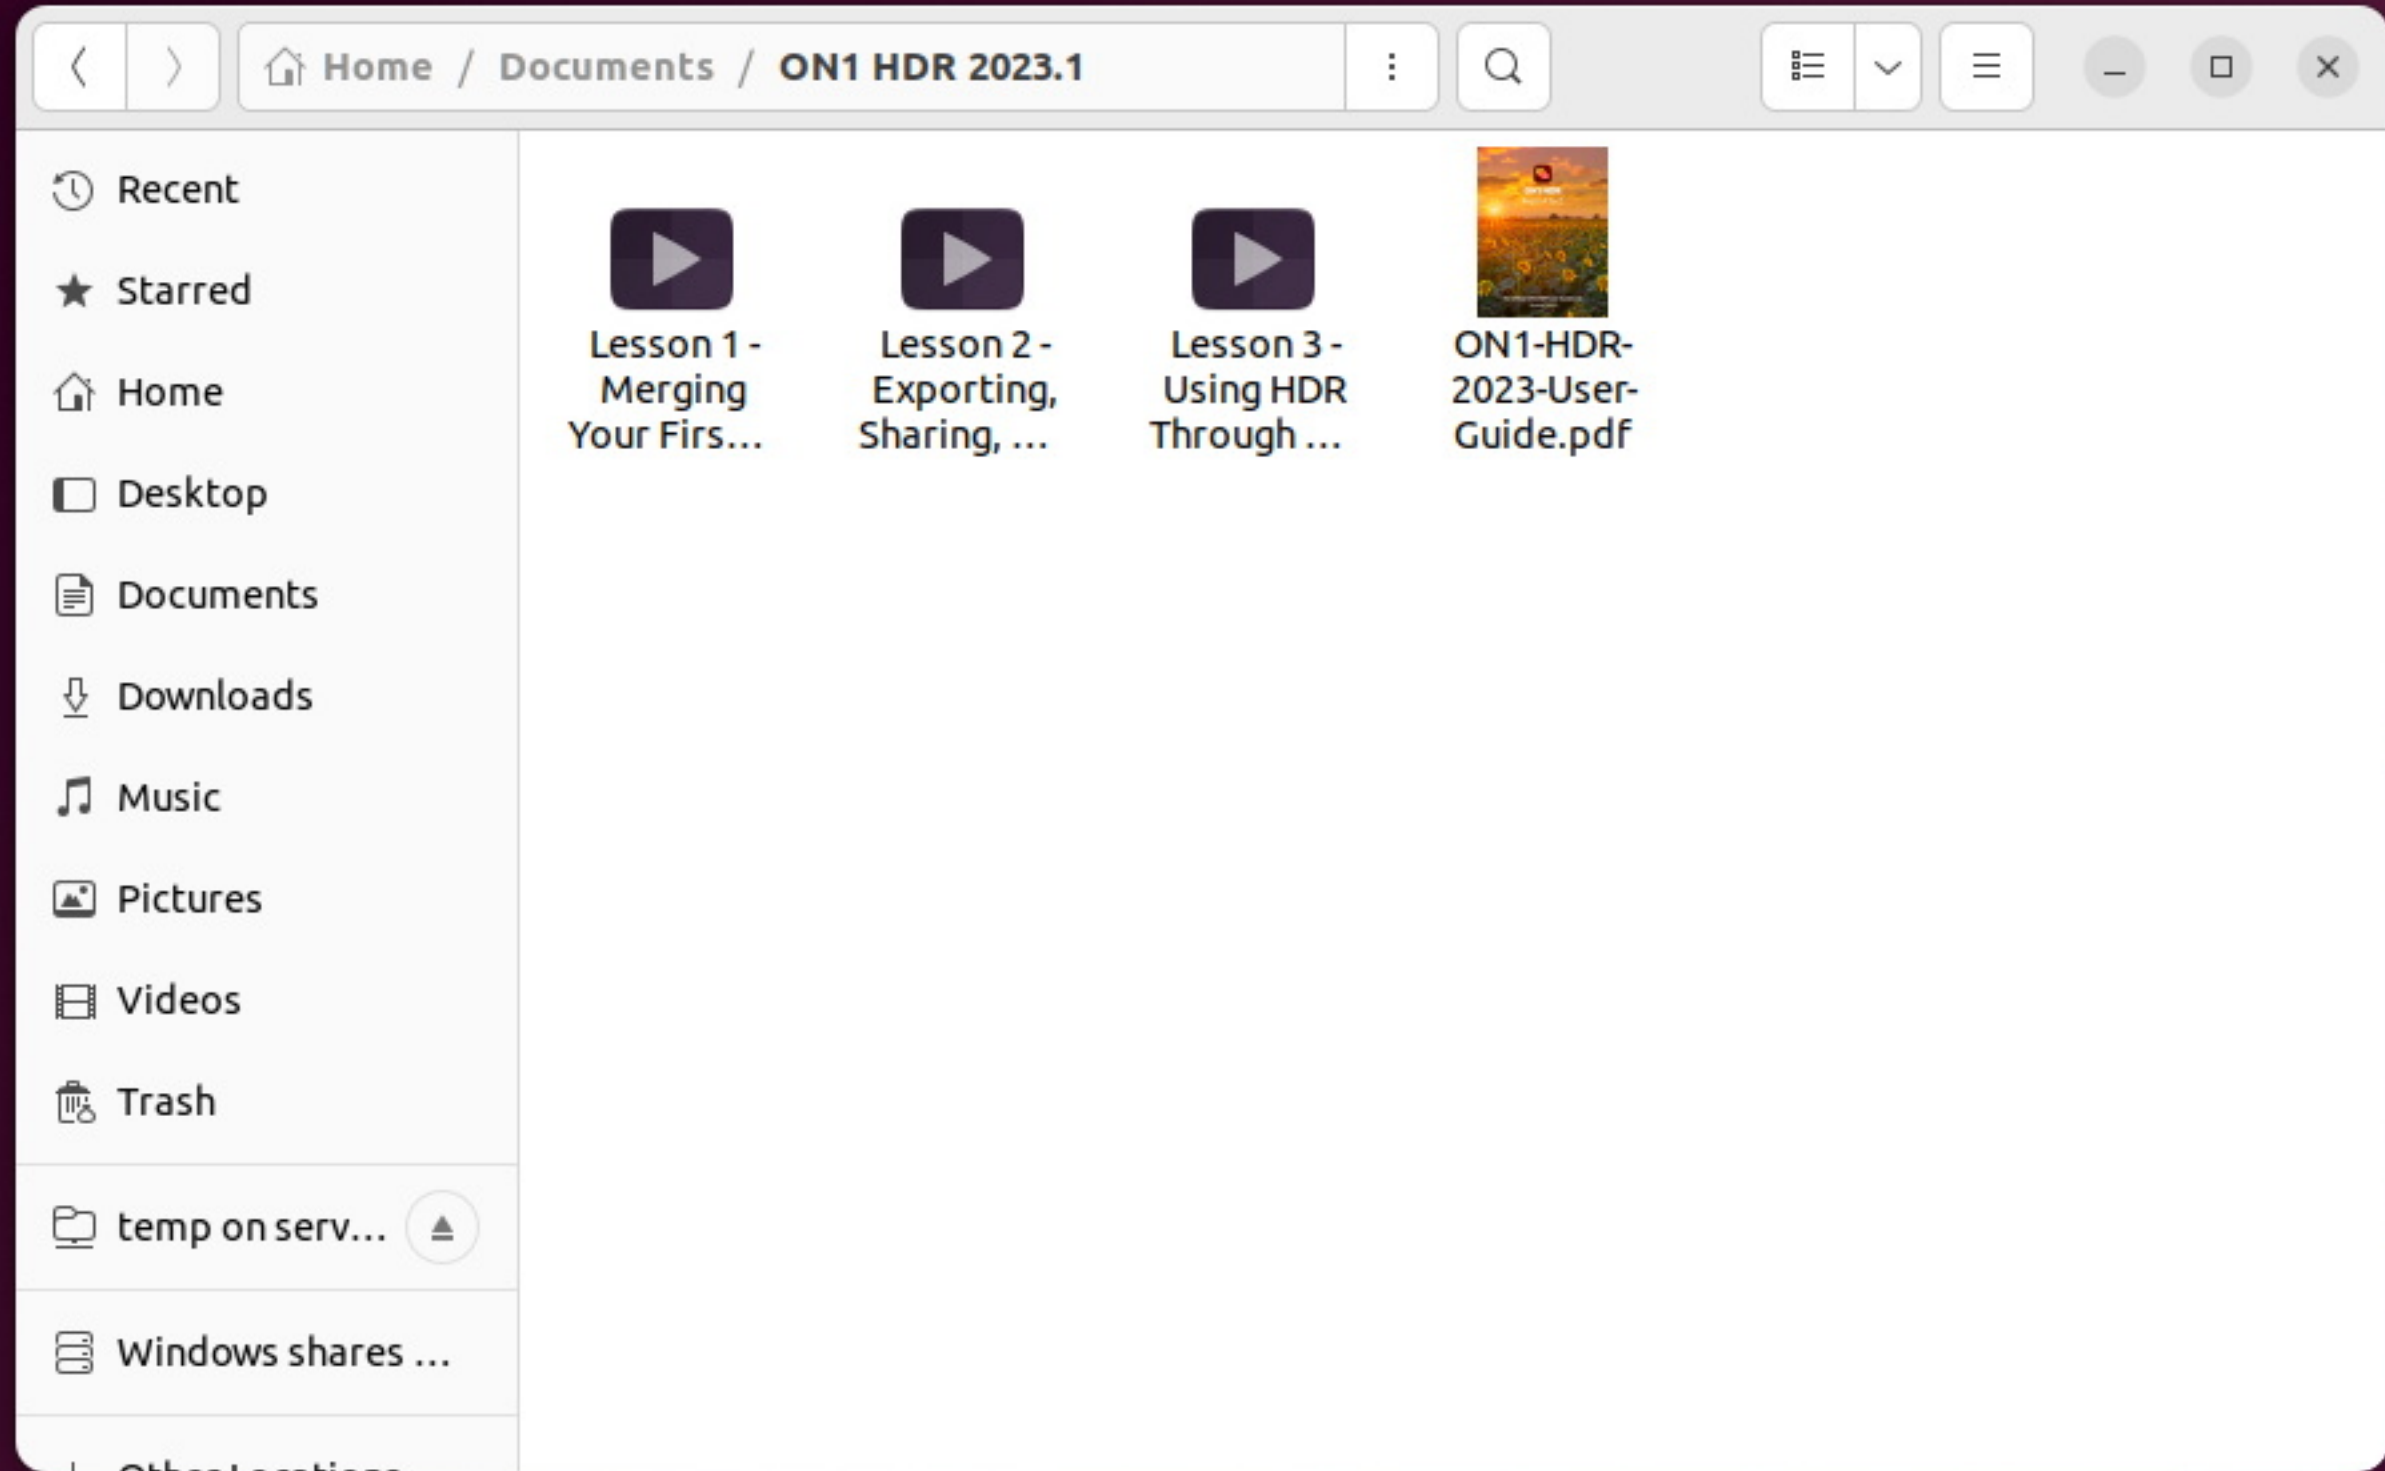 Home / Documents / ON1 HDR 2023.1
Recent
Starred
Home
Desktop
Documents
Downloads
Music
Pictures
Videos
Trash
temp on serv...
Windows shares ...
Other Locations
Lesson 1 -
Merging
Your Firs...
Lesson 2 -
Exporting,
Sharing, ...
Lesson 3 -
Using HDR
Through ...
ON1-HDR-
2023-User-
Guide.pdf